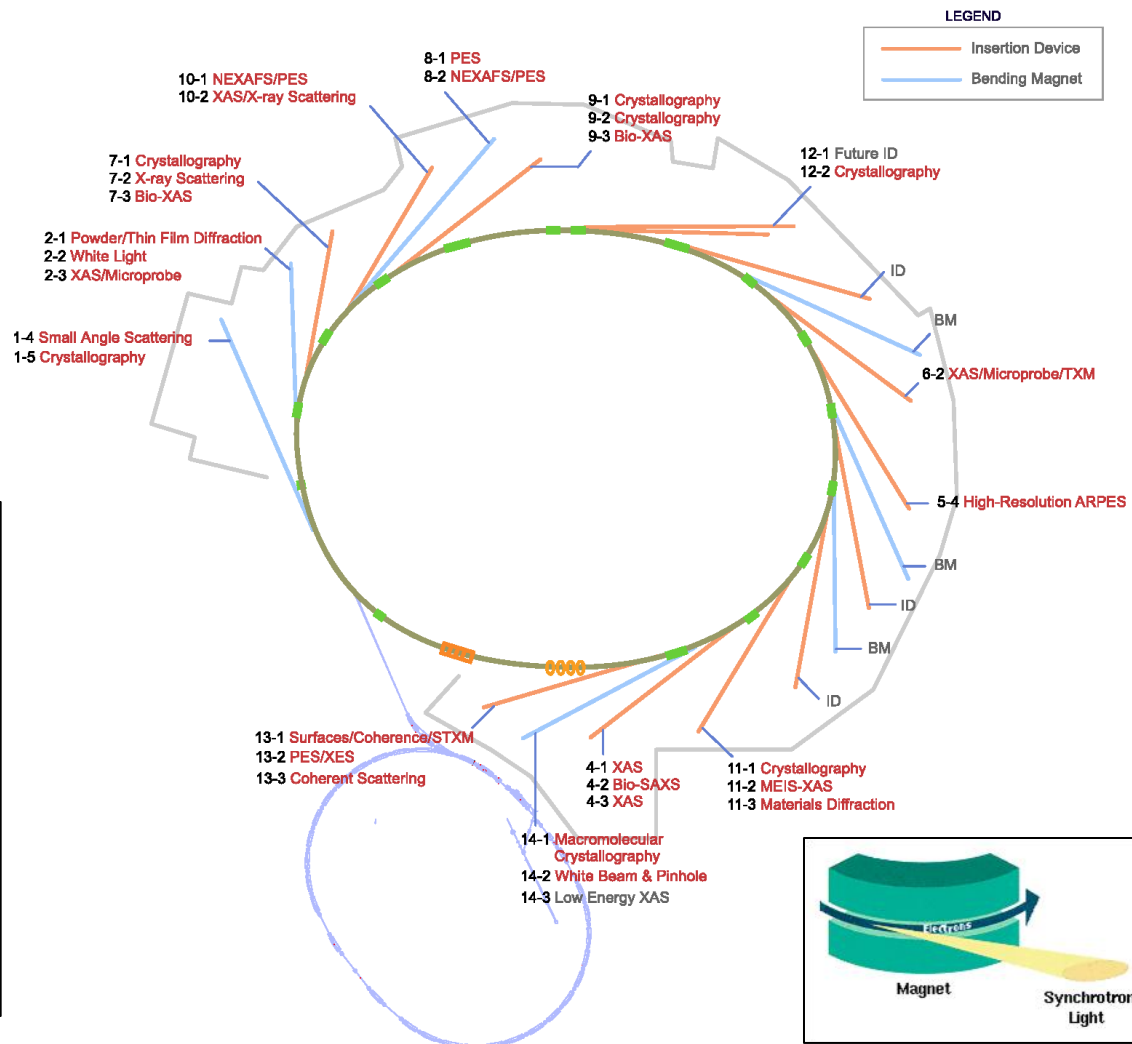 LEGEND
Insertion Device
Bending Magnet
8-1 PES
8-2 NEXAFS/PES
10-1 NEXAFS/PES
10-2 XAS/X-ray Scattering
9-1 Crystallography
9-2 Crystallography
9-3 Bio-XAS
12-1 Future ID
12-2 Crystallography
7-1 Crystallography
7-2 X-ray Scattering
7-3 Bio-XAS
2-1 Powder/Thin Film Diffraction
2-2 White Light
2-3 XAS/Microprobe
ID
BM
1-4 Small Angle Scattering
1-5 Crystallography
6-2 XAS/Microprobe/TXM
5-4 High-Resolution ARPES
BM
ID
BM
ID
13-1 Surfaces/Coherence/STXM
13-2 PES/XES
13-3 Coherent Scattering
4-1 XAS
4-2 Bio-SAXS
4-3 XAS
11-1 Crystallography
11-2 MEIS-XAS
11-3 Materials Diffraction
14-1 Macromolecular
Crystallography
14-2 White Beam & Pinhole
14-3 Low Energy XAS
Electrons
Magnet
Synchrotron
Light